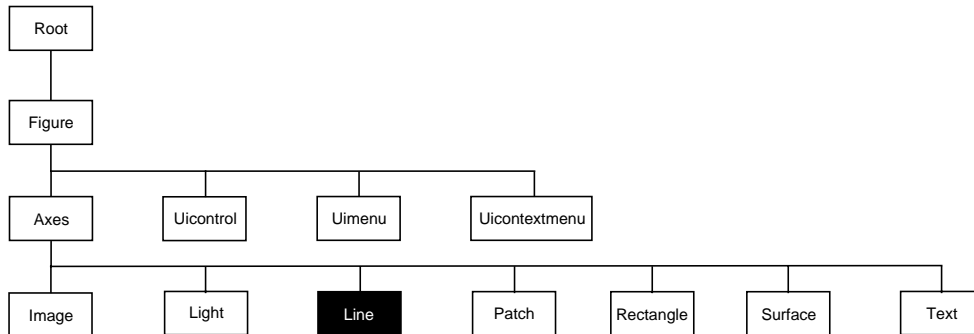 Root
Figure
Axes
Uicontrol
Uimenu
Uicontextmenu
Image
Light
Line
Patch
Rectangle
Surface
Text